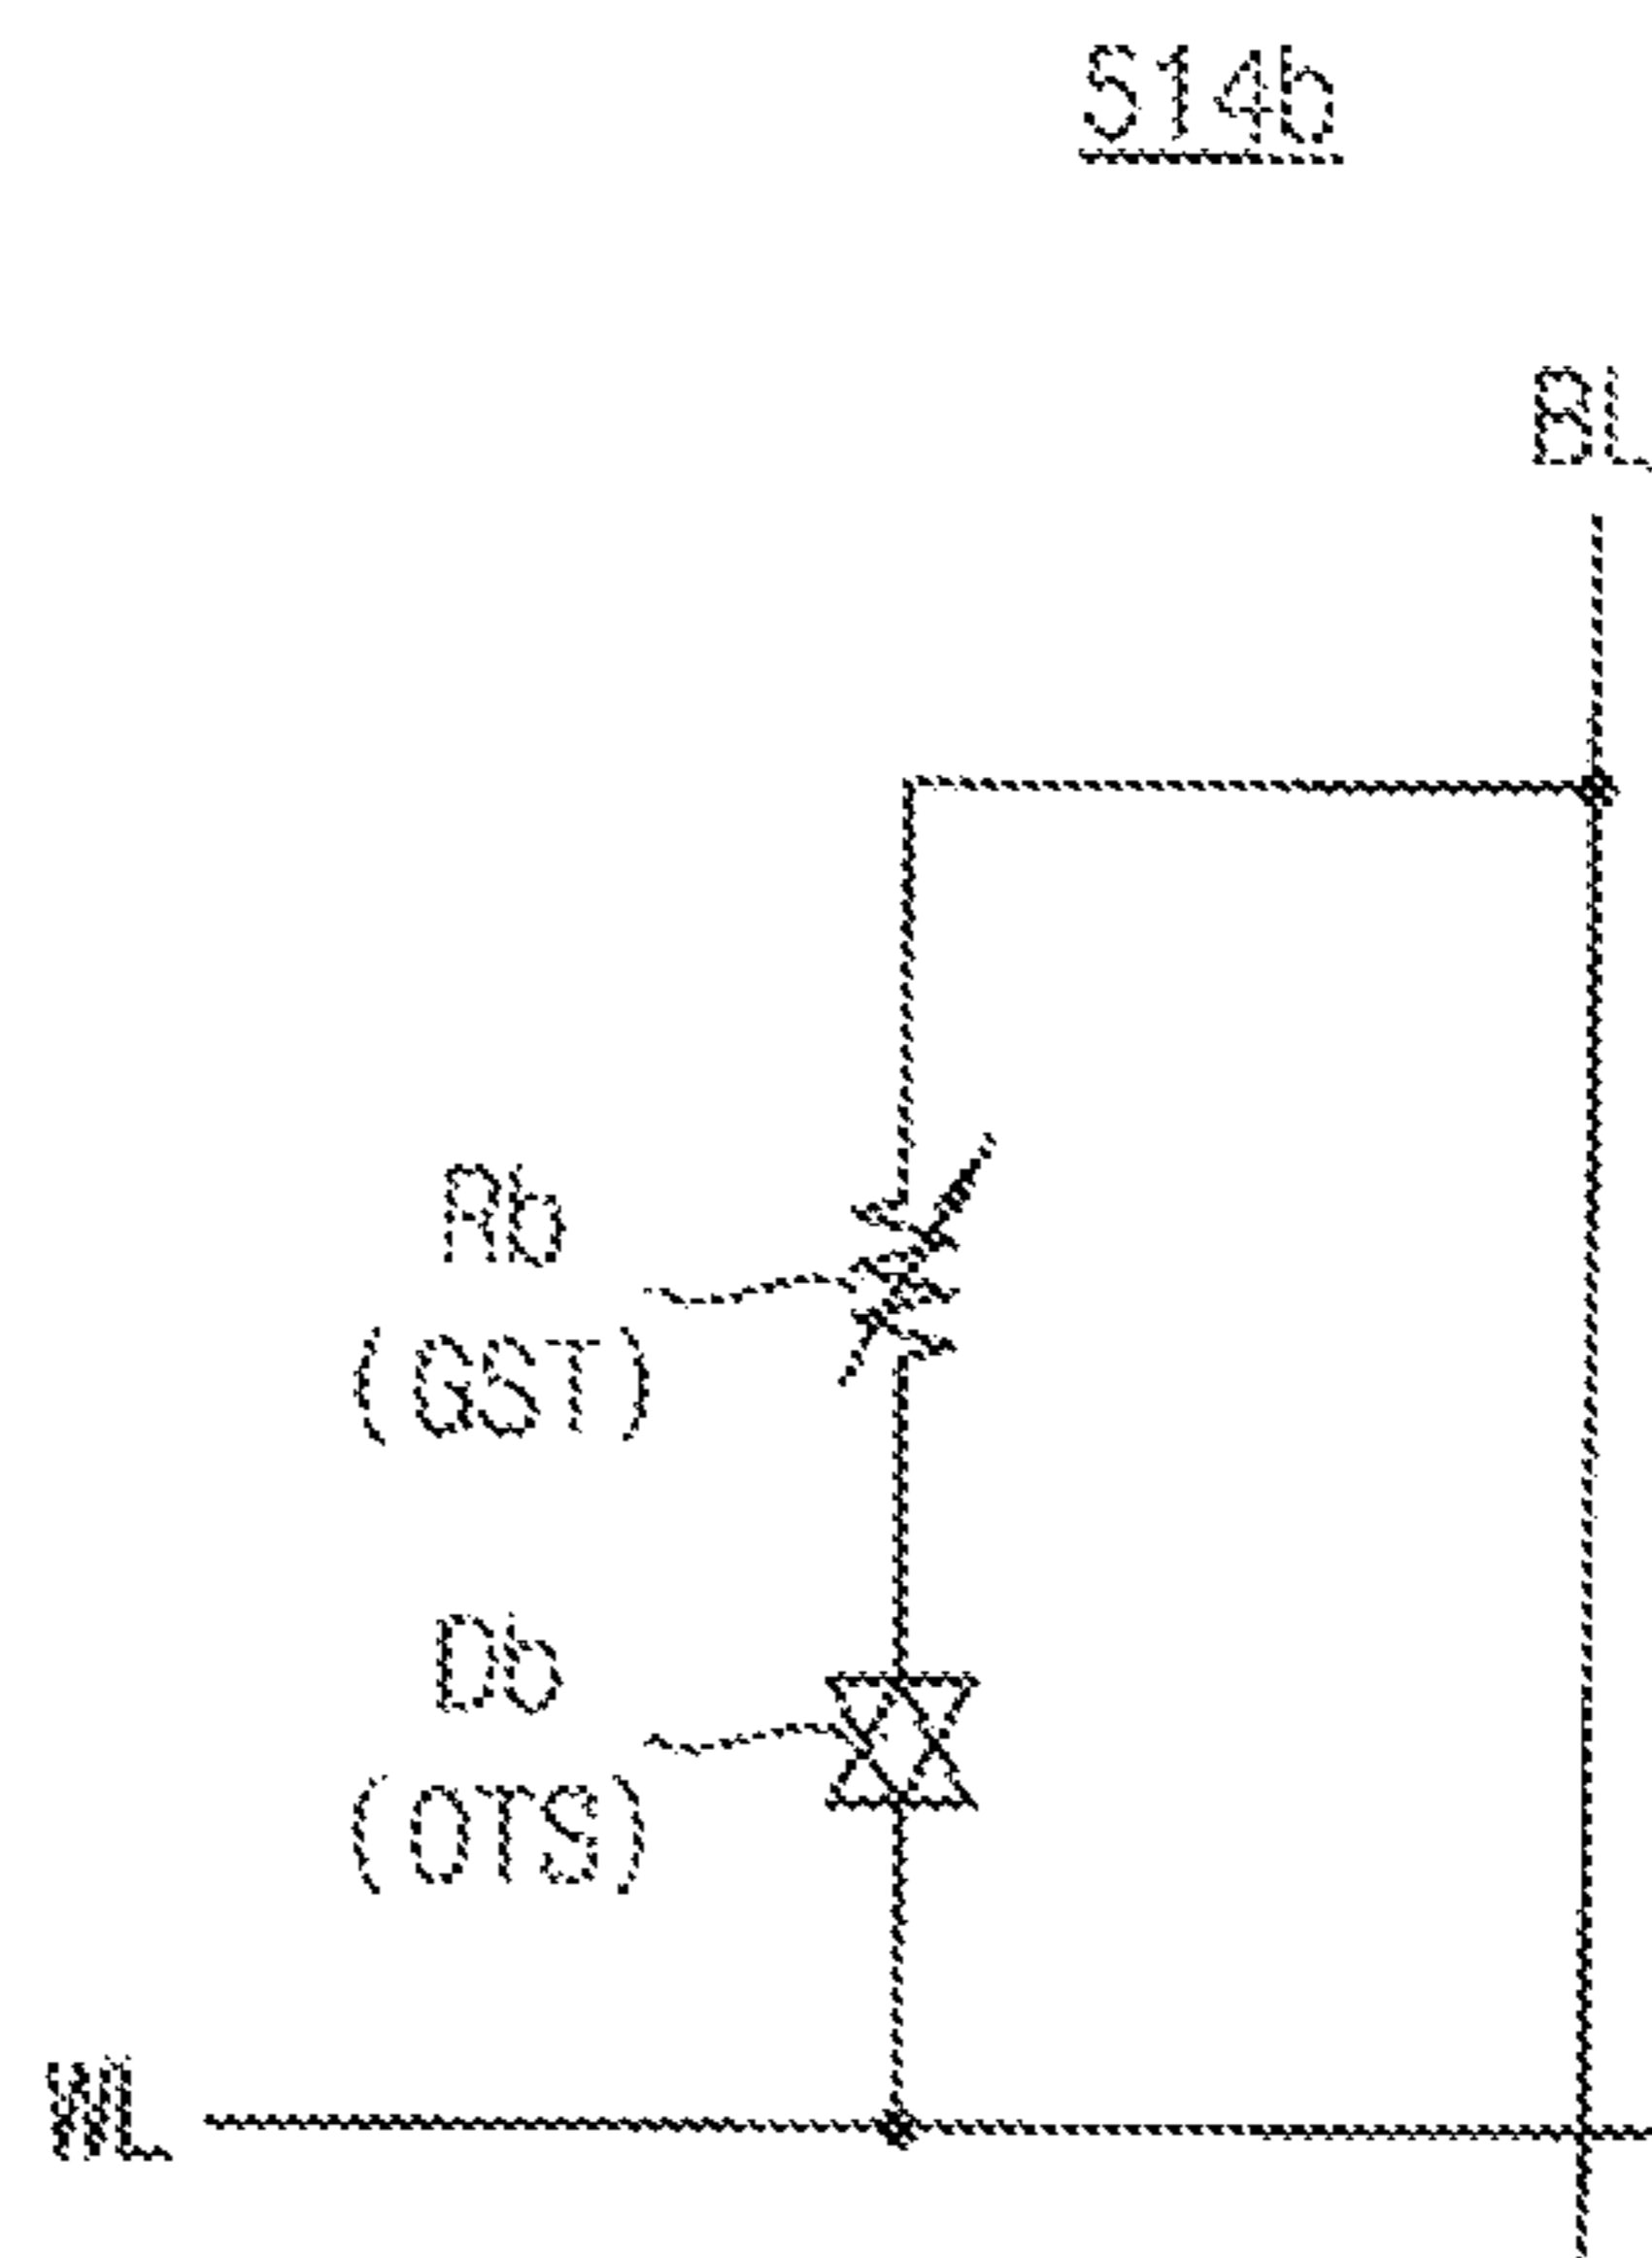 S14b
BL
Rb
(GST)
Db
(OTS)
WL